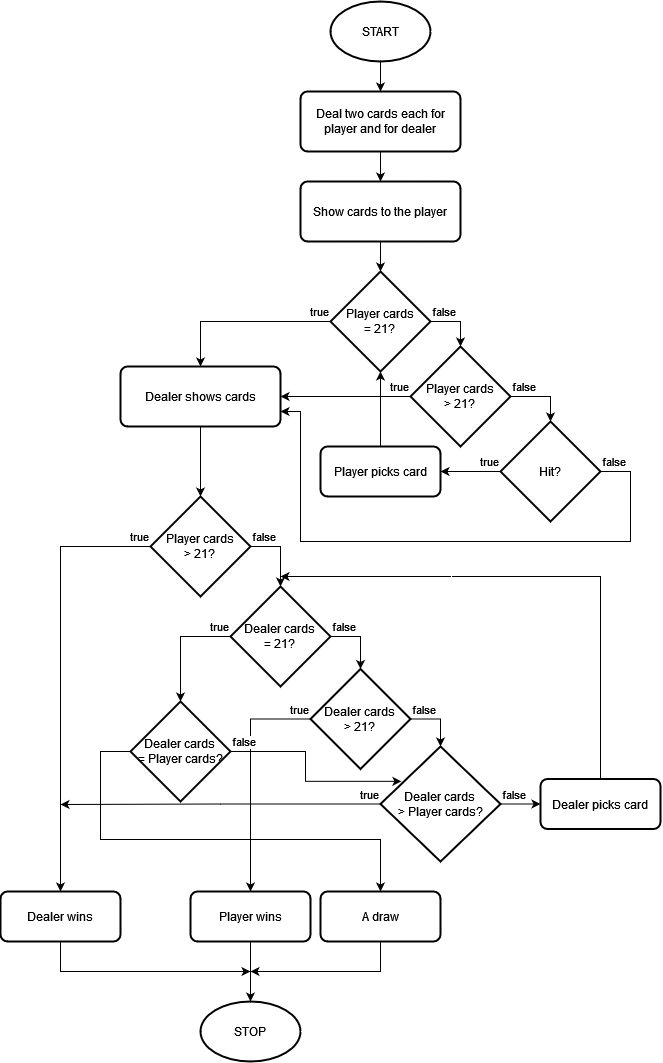 START
Deal two cards each for
player and for dealer
Show cards to the player
true
Player cards
= 21?
false
Dealer shows cards
true
Player cards
> 21?
false
Player picks card
true
Hit?
false
true
Player cards
> 21?
false
true
Dealer cards
= 21?
false
true
Dealer cards
> 21?
false
Dealer cards
= Player cards?
false
true
Dealer cards
> Player cards?
false
Dealer picks card
Dealer wins
Player wins
A draw
STOP